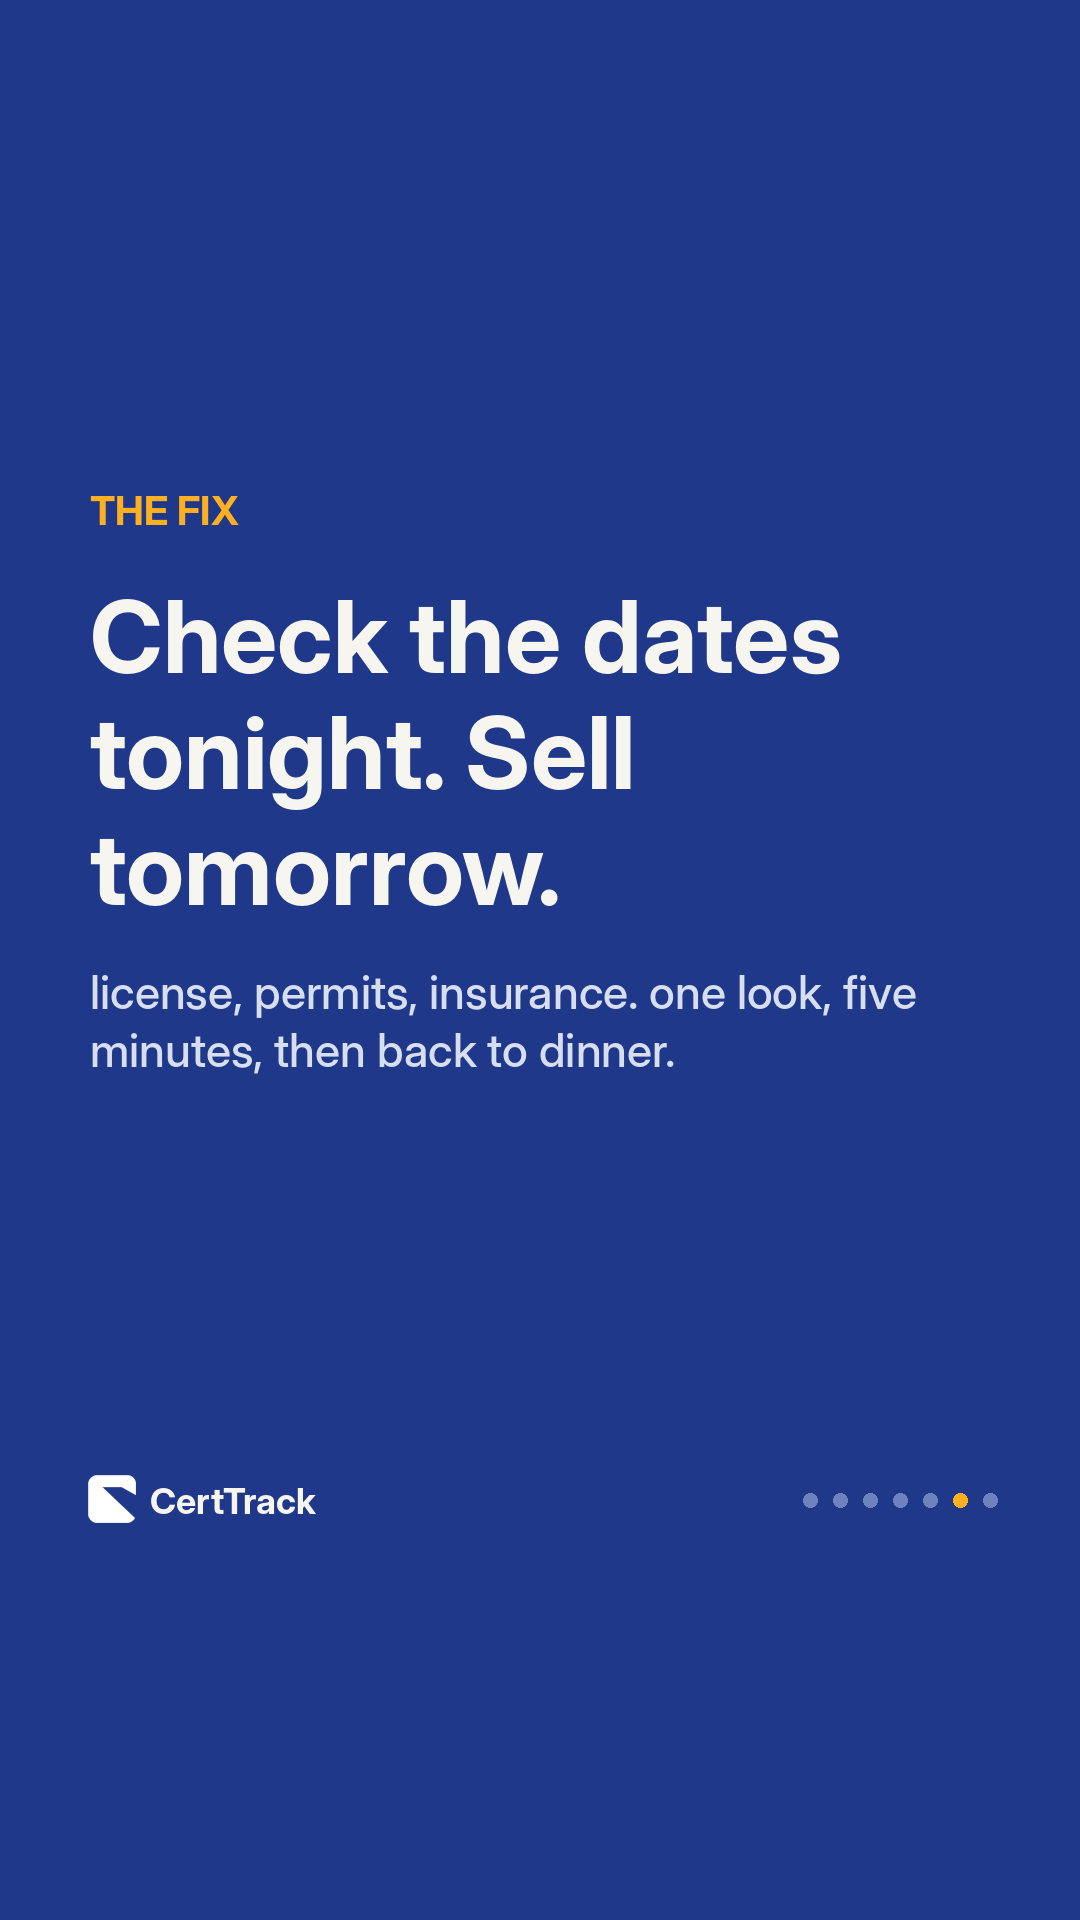 THE FIX
Check the dates
tonight. Sell
tomorrow.
license, permits, insurance. one look, five
minutes, then back to dinner.
CertTrack